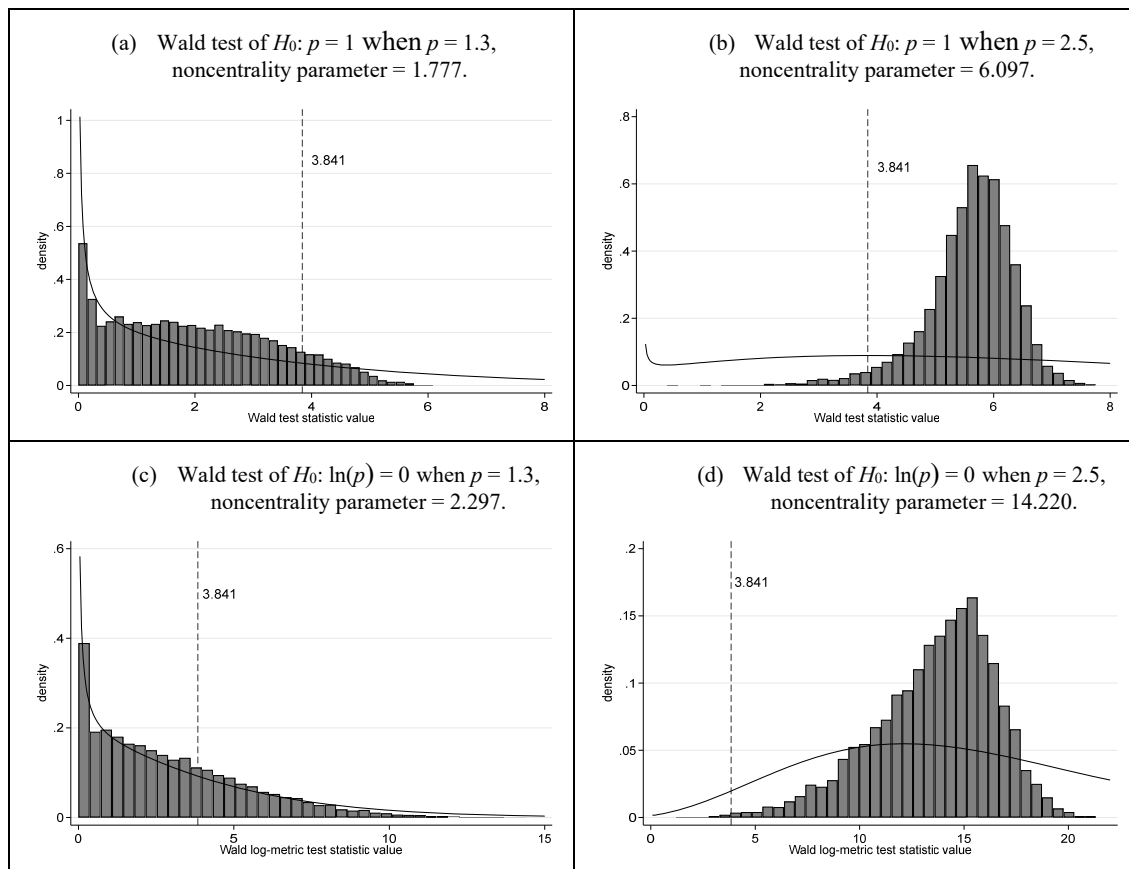 (a) Wald test of H0: p = 1 when p = 1.3,
noncentrality parameter = 1.777.
1
.8
.6
.4
.2
0
density
3.841
0 2 4 6 8
Wald test statistic value
(b) Wald test of H0: p = 1 when p = 2.5,
noncentrality parameter = 6.097.
.8
.6
.4
.2
0
density
3.841
0 2 4 6 8
Wald test statistic value
(c) Wald test of H0: ln(p) = 0 when p = 1.3,
noncentrality parameter = 2.297.
.6
.4
.2
0
density
3.841
0 5 10 15
Wald log-metric test statistic value
(d) Wald test of H0: ln(p) = 0 when p = 2.5,
noncentrality parameter = 14.220.
.2
.15
.1
.05
0
density
3.841
0 5 10 15 20
Wald log-metric test statistic value